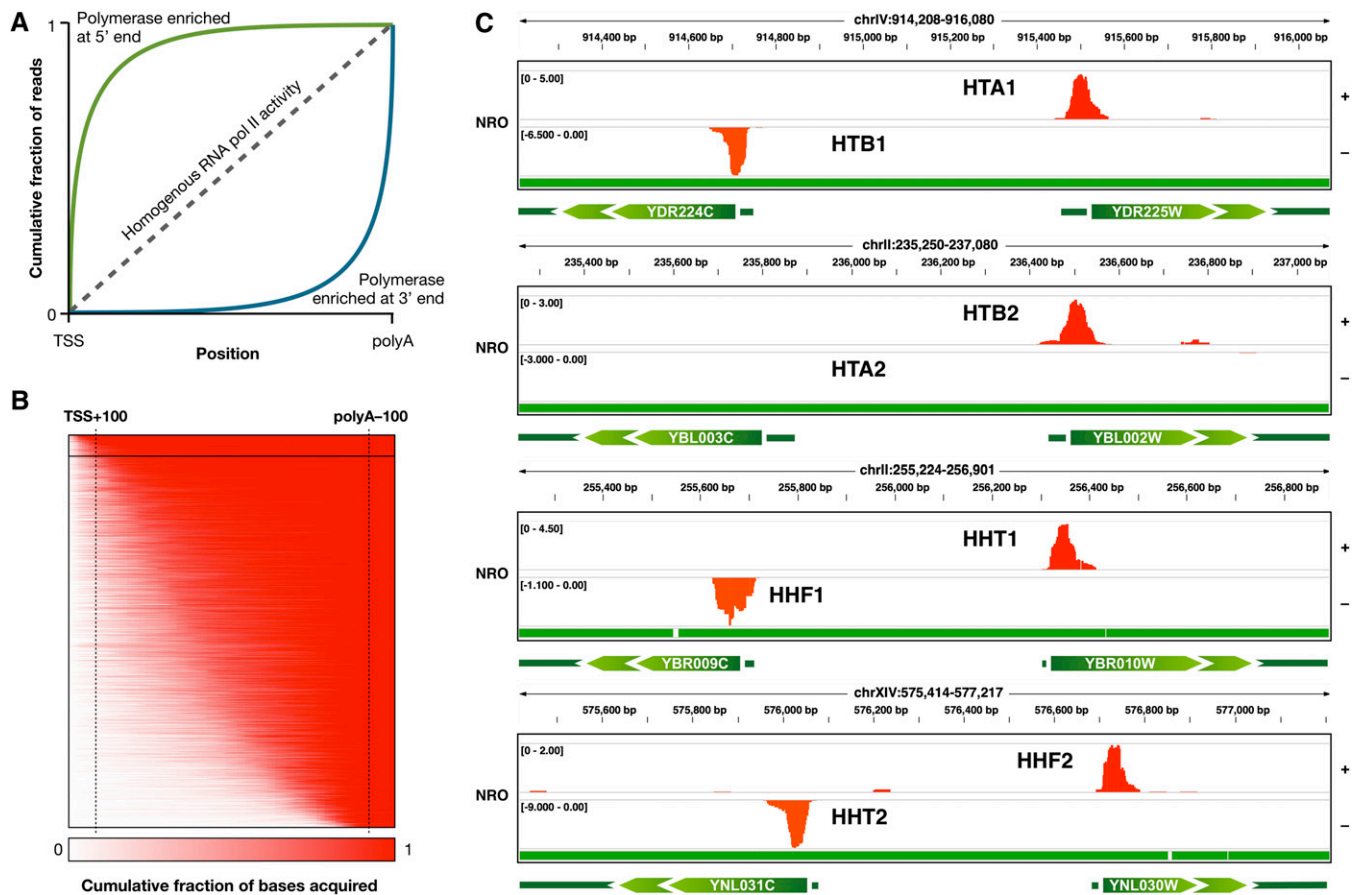 A
Polymerase enriched
at 5' end
1
Cumulative fraction of reads
Homogenous RNA pol II activity
Polymerase
enriched at 3' end
0
TSS
Position
polyA
B
TSS+100
polyA–100
0
1
Cumulative fraction of bases acquired
C
chrIV:914,208-916,080
914,400 bp
914,600 bp
914,800 bp
915,000 bp
915,200 bp
915,400 bp
915,600 bp
915,800 bp
916,000 bp
[0 - 5.00]
HTA1
+
NRO
[-6.500 - 0.00]
HTB1
–
YDR224C
YDR225W
chrII:235,250-237,080
235,400 bp
235,600 bp
235,800 bp
236,000 bp
236,200 bp
236,400 bp
236,600 bp
236,800 bp
237,000 bp
[0 - 3.00]
HTB2
+
NRO
[-3.000 - 0.00]
HTA2
–
YBL003C
YBL002W
chrII:255,224-256,901
255,400 bp
255,600 bp
255,800 bp
256,000 bp
256,200 bp
256,400 bp
256,600 bp
256,800 bp
[0 - 4.50]
HHT1
+
NRO
[-1.100 - 0.00]
HHF1
–
YBR009C
YBR010W
chrXIV:575,414-577,217
575,600 bp
575,800 bp
576,000 bp
576,200 bp
576,400 bp
576,600 bp
576,800 bp
577,000 bp
[0 - 2.00]
HHF2
+
NRO
[-9.000 - 0.00]
HHT2
–
YNL031C
YNL030W